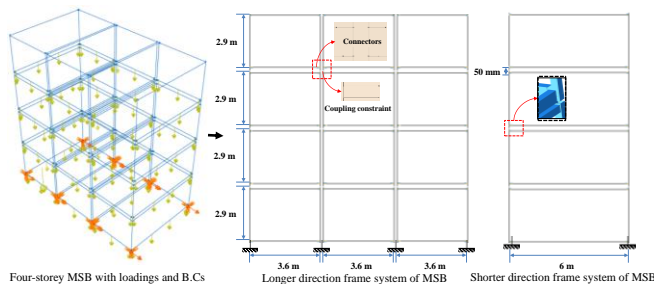 2.9 m
2.9 m
2.9 m
2.9 m
Connectors
Coupling constraint
50 mm
3.6 m
3.6 m
3.6 m
6 m
Four-storey MSB with loadings and B.Cs
Longer direction frame system of MSB
Shorter direction frame system of MSB